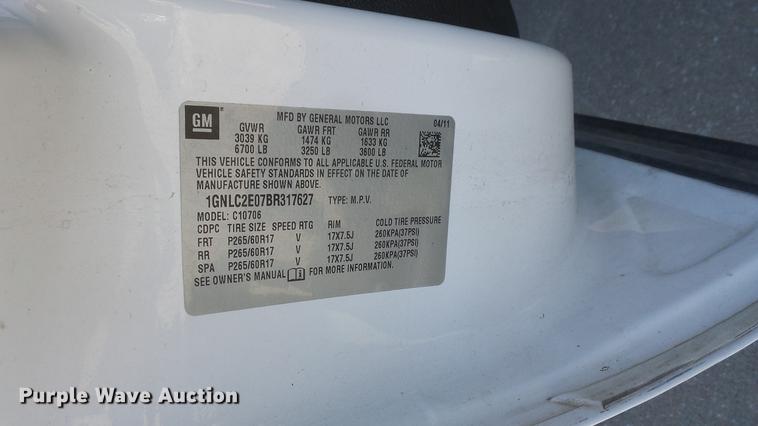 GM
MFD BY GENERAL MOTORS LLC 04/11
GVWR GAWR FRT GAWR RR
3039 KG 1474 KG 1633 KG
6700 LB 3250 LB 3600 LB
THIS VEHICLE CONFORMS TO ALL APPLICABLE U.S. FEDERAL MOTOR
VEHICLE SAFETY STANDARDS IN EFFECT ON THE DATE OF
MANUFACTURE SHOWN ABOVE.
1GNLC2E07BR317627 TYPE: M.P.V.
MODEL: C10706
CDPC TIRE SIZE SPEED RTG RIM COLD TIRE PRESSURE
FRT P265/60R17 V 17X7.5J 260KPA(37PSI)
RR P265/60R17 V 17X7.5J 260KPA(37PSI)
SPA P265/60R17 V 17X7.5J 260KPA(37PSI)
SEE OWNER'S MANUAL FOR MORE INFORMATION.
Purple Wave Auction